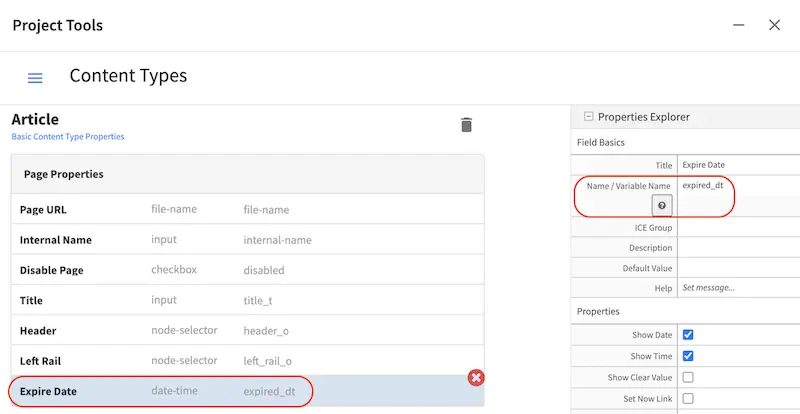 Project Tools
Content Types
Article
Basic Content Type Properties
Page Properties
Page URL file-name file-name
Internal Name input internal-name
Disable Page checkbox disabled
Title input title_t
Header node-selector header_o
Left Rail node-selector left_rail_o
Expire Date date-time expired_dt
Properties Explorer
Field Basics
Title Expire Date
Name / Variable Name expired_dt
?
ICE Group
Description
Default Value
Help Set message...
Properties
Show Date
Show Time
Show Clear Value
Set Now Link